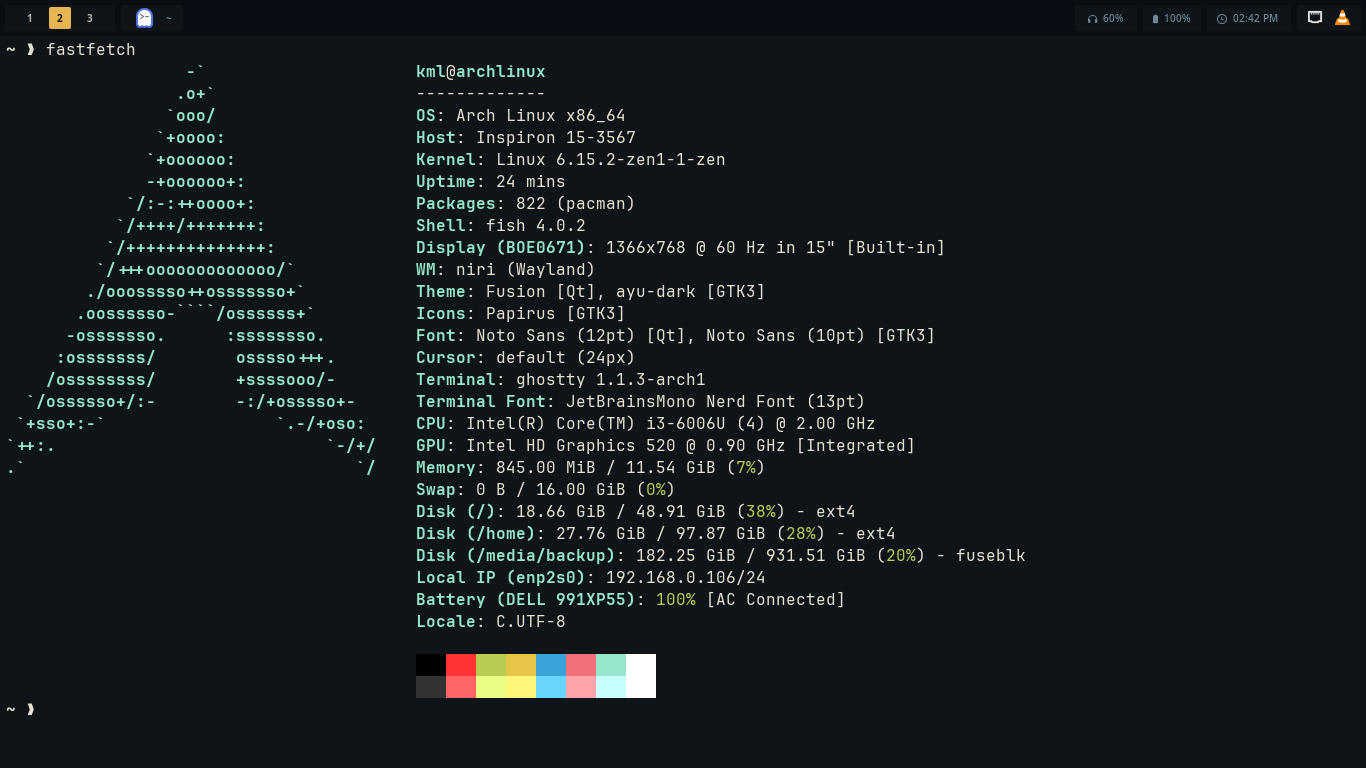 1 2 3 ~ 60% 100% 02:42 PM
~ ❱ fastfetch
-`
.o+`
`ooo/
`+oooo:
`+oooooo:
-+oooooo+:
`/:-:++oooo+:
`/++++/+++++++:
`/++++++++++++++:
`/+++ooooooooooooo/`
./ooosssso++osssssso+`
.oossssso-````/ossssss+`
-osssssso. :ssssssso.
:osssssss/ osssso+++.
/ossssssss/ +ssssooo/-
`/ossssso+/:- -:/+osssso+-
`+sso+:-` `.-/+oso:
`++:. `-/+/
.` `/
kml@archlinux
-------------
OS: Arch Linux x86_64
Host: Inspiron 15-3567
Kernel: Linux 6.15.2-zen1-1-zen
Uptime: 24 mins
Packages: 822 (pacman)
Shell: fish 4.0.2
Display (BOE0671): 1366x768 @ 60 Hz in 15" [Built-in]
WM: niri (Wayland)
Theme: Fusion [Qt], ayu-dark [GTK3]
Icons: Papirus [GTK3]
Font: Noto Sans (12pt) [Qt], Noto Sans (10pt) [GTK3]
Cursor: default (24px)
Terminal: ghostty 1.1.3-arch1
Terminal Font: JetBrainsMono Nerd Font (13pt)
CPU: Intel(R) Core(TM) i3-6006U (4) @ 2.00 GHz
GPU: Intel HD Graphics 520 @ 0.90 GHz [Integrated]
Memory: 845.00 MiB / 11.54 GiB (7%)
Swap: 0 B / 16.00 GiB (0%)
Disk (/): 18.66 GiB / 48.91 GiB (38%) - ext4
Disk (/home): 27.76 GiB / 97.87 GiB (28%) - ext4
Disk (/media/backup): 182.25 GiB / 931.51 GiB (20%) - fuseblk
Local IP (enp2s0): 192.168.0.106/24
Battery (DELL 991XP55): 100% [AC Connected]
Locale: C.UTF-8
~ ❱